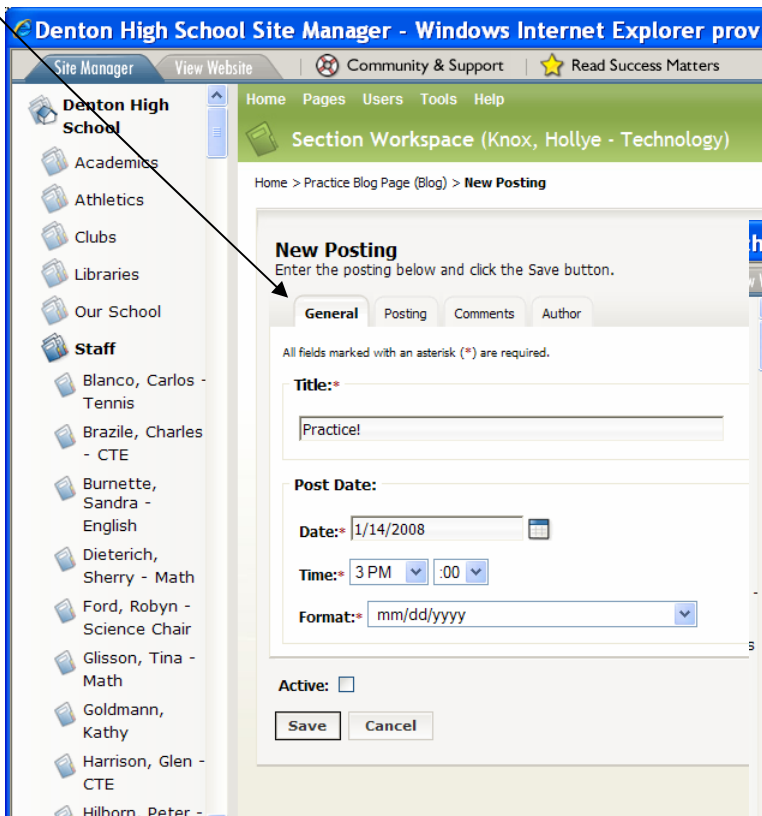 Denton High School Site Manager - Windows Internet Explorer prov
Site Manager View Website Community & Support Read Success Matters
Denton High
School
Academics
Athletics
Clubs
Libraries
Our School
Staff
Blanco, Carlos -
Tennis
Brazile, Charles
- CTE
Burnette,
Sandra -
English
Dieterich,
Sherry - Math
Ford, Robyn -
Science Chair
Glisson, Tina -
Math
Goldmann,
Kathy
Harrison, Glen -
CTE
Hilborn, Peter -
Home Pages Users Tools Help
Section Workspace (Knox, Hollye - Technology)
Home > Practice Blog Page (Blog) > New Posting
New Posting
Enter the posting below and click the Save button.
General Posting Comments Author
All fields marked with an asterisk (*) are required.
Title:*
Practice!
Post Date:
Date:* 1/14/2008
Time:* 3 PM :00
Format:* mm/dd/yyyy
Active:
Save Cancel